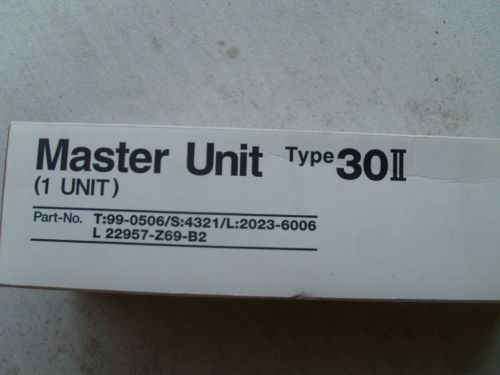 Master Unit Type 30Ⅱ
(1 UNIT)
Part-No. T:99-0506/S:4321/L:2023-6006
L 22957-Z69-B2